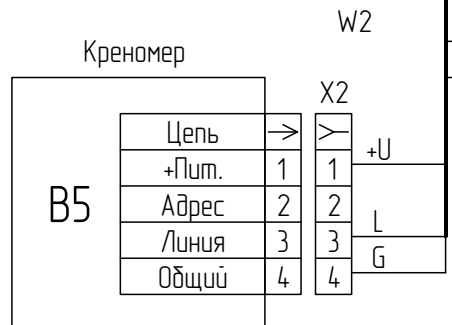 W2
Креномер
X2
Цепь
+U
+Пит. 1 1
B5
Адрес 2 2
L
Линия 3 3
G
Общий 4 4